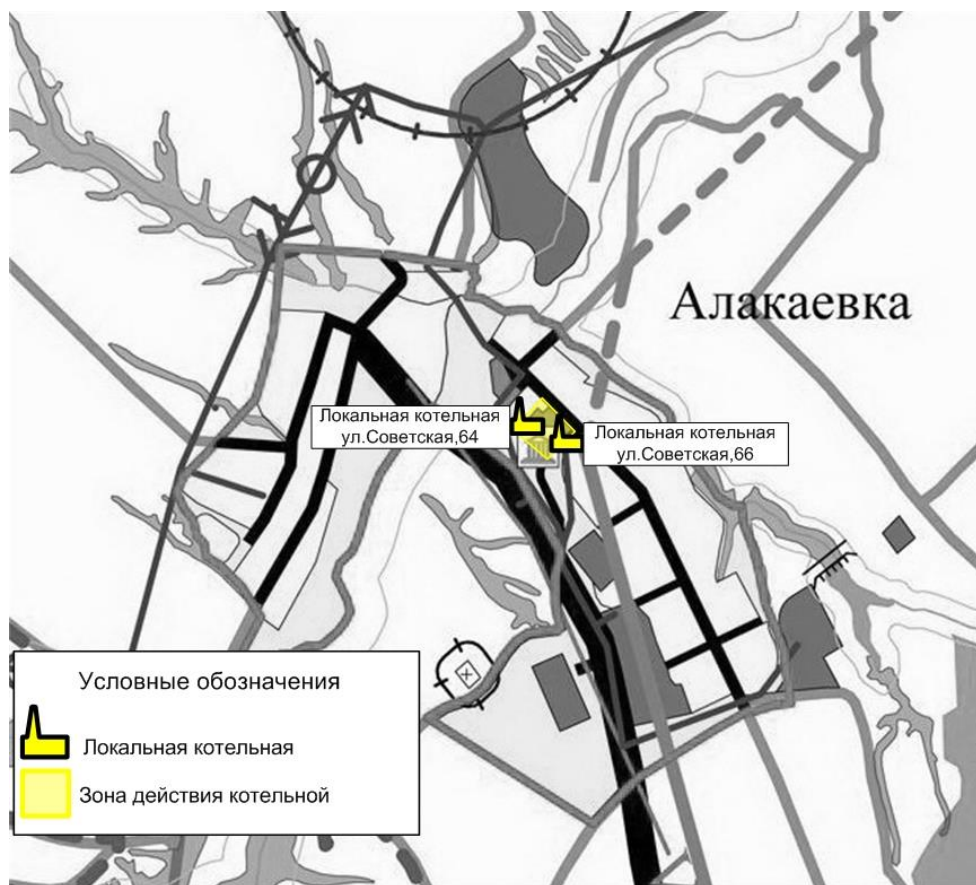 Алакаевка
Локальная котельная
ул.Советская,64
Локальная котельная
ул.Советская,66
Условные обозначения
Локальная котельная
Зона действия котельной